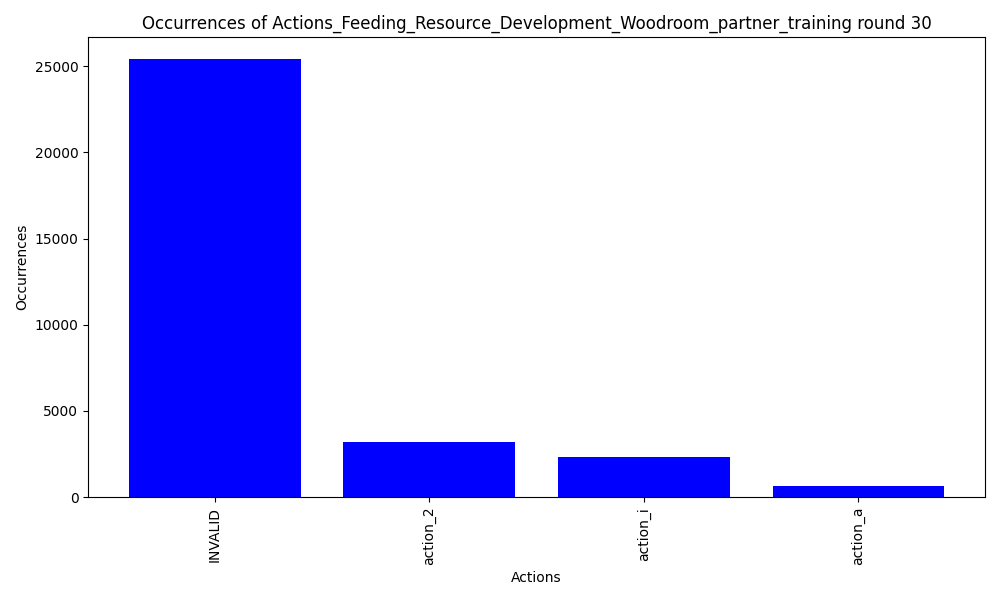 Occurrences of Actions_Feeding_Resource_Development_Woodroom_partner_training round 30
Occurrences
25000
20000
15000
10000
5000
0
INVALID
action_2
action_i
action_a
Actions